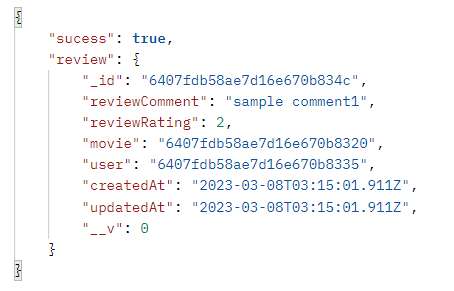 {
    "sucess": true,
    "review": {
        "_id": "6407fdb58ae7d16e670b834c",
        "reviewComment": "sample comment1",
        "reviewRating": 2,
        "movie": "6407fdb58ae7d16e670b8320",
        "user": "6407fdb58ae7d16e670b8335",
        "createdAt": "2023-03-08T03:15:01.911Z",
        "updatedAt": "2023-03-08T03:15:01.911Z",
        "__v": 0
    }
}